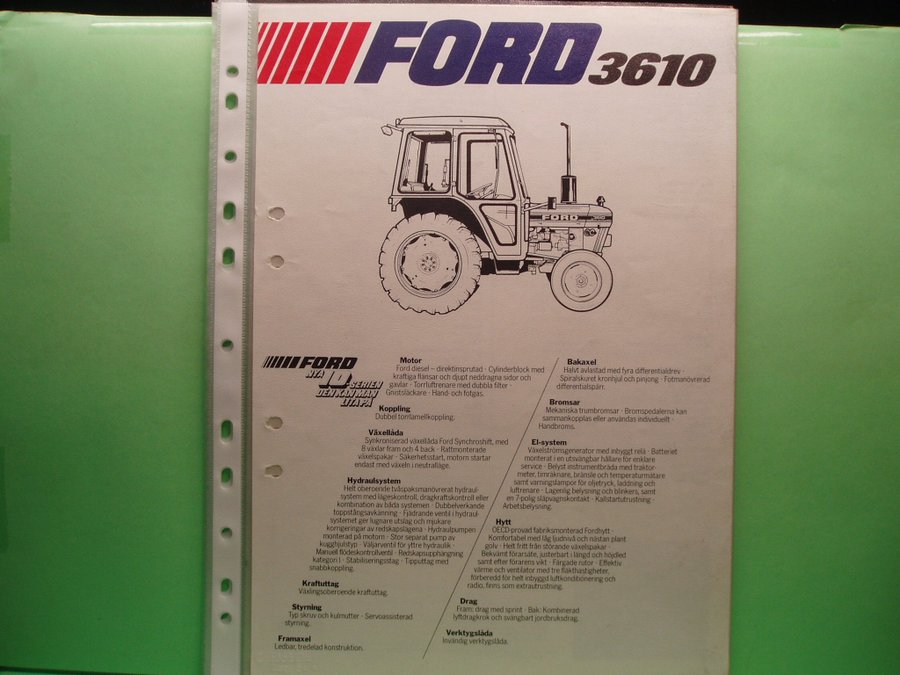 FORD 3610
FORD
FORD
NYA
10
SERIEN
DEN KAN MAN
LITA PÅ
Motor
Ford diesel – direktinsprutad · Cylinderblock med
kraftiga flänsar och djupt neddragna sidor och
gavlar · Torrluftrenare med dubbla filter ·
Gnistsläckare · Hand- och fotgas.
Koppling
Dubbel torrlamellkoppling.
Växellåda
Synkroniserad växellåda Ford Synchroshift, med
8 växlar fram och 4 back · Rattmonterade
växelspakar · Säkerhetsstart, motorn startar
endast med växeln i neutralläge.
Hydraulsystem
Helt oberoende tvåspaksmanövrerat hydraul-
system med lägeskontroll, dragkraftskontroll eller
kombination av båda systemen · Dubbelverkande
toppstångsavkänning · Fjädrande ventil i hydraul-
systemet ger lugnare utslag och mjukare
korrigeringar av redskapslägena · Hydraulpumpen
monterad på motorn · Stor separat pump av
kugghjulstyp · Väljarventil för yttre hydraulik ·
Manuell flödeskontrollventil · Redskapsupphängning
kategori I · Stabiliseringsstag · Tipputtag med
snabbkoppling.
Kraftuttag
Växlingsoberoende kraftuttag.
Styrning
Typ skruv och kulmutter · Servoassisterad
styrning.
Framaxel
Ledbar, tredelad konstruktion.
Bakaxel
Halvt avlastad med fyra differentialdrev ·
Spiralskuret kronhjul och pinjong · Fotmanövrerad
differentialspärr.
Bromsar
Mekaniska trumbromsar · Bromspedalerna kan
sammankopplas eller användas individuellt ·
Handbroms.
El-system
Växelströmsgenerator med inbyggt relä · Batteriet
monterat i en utsvängbar hållare för enklare
service · Belyst instrumentbräda med traktor-
meter, timräknare, bränsle och temperaturmätare
samt varningslampor för oljetryck, laddning och
luftrenare · Lagenlig belysning och blinkers, samt
en 7-polig släpvagnskontakt · Kallstartutrustning ·
Arbetsbelysning.
Hytt
OECD-provad fabriksmonterad Fordhytt ·
Komfortabel med låg ljudnivå och nästan plant
golv · Helt fritt från störande växelspakar ·
Bekvämt förarsäte, justerbart i längd och höjdled
samt efter förarens vikt · Färgade rutor · Effektiv
värme och ventilator med tre fläkthastigheter,
förberedd för helt inbyggd luftkonditionering och
radio, finns som extrautrustning.
Drag
Fram: drag med sprint · Bak: Kombinerad
lyftdragkrok och svängbart jordbruksdrag.
Verktygslåda
Invändig verktygslåda.